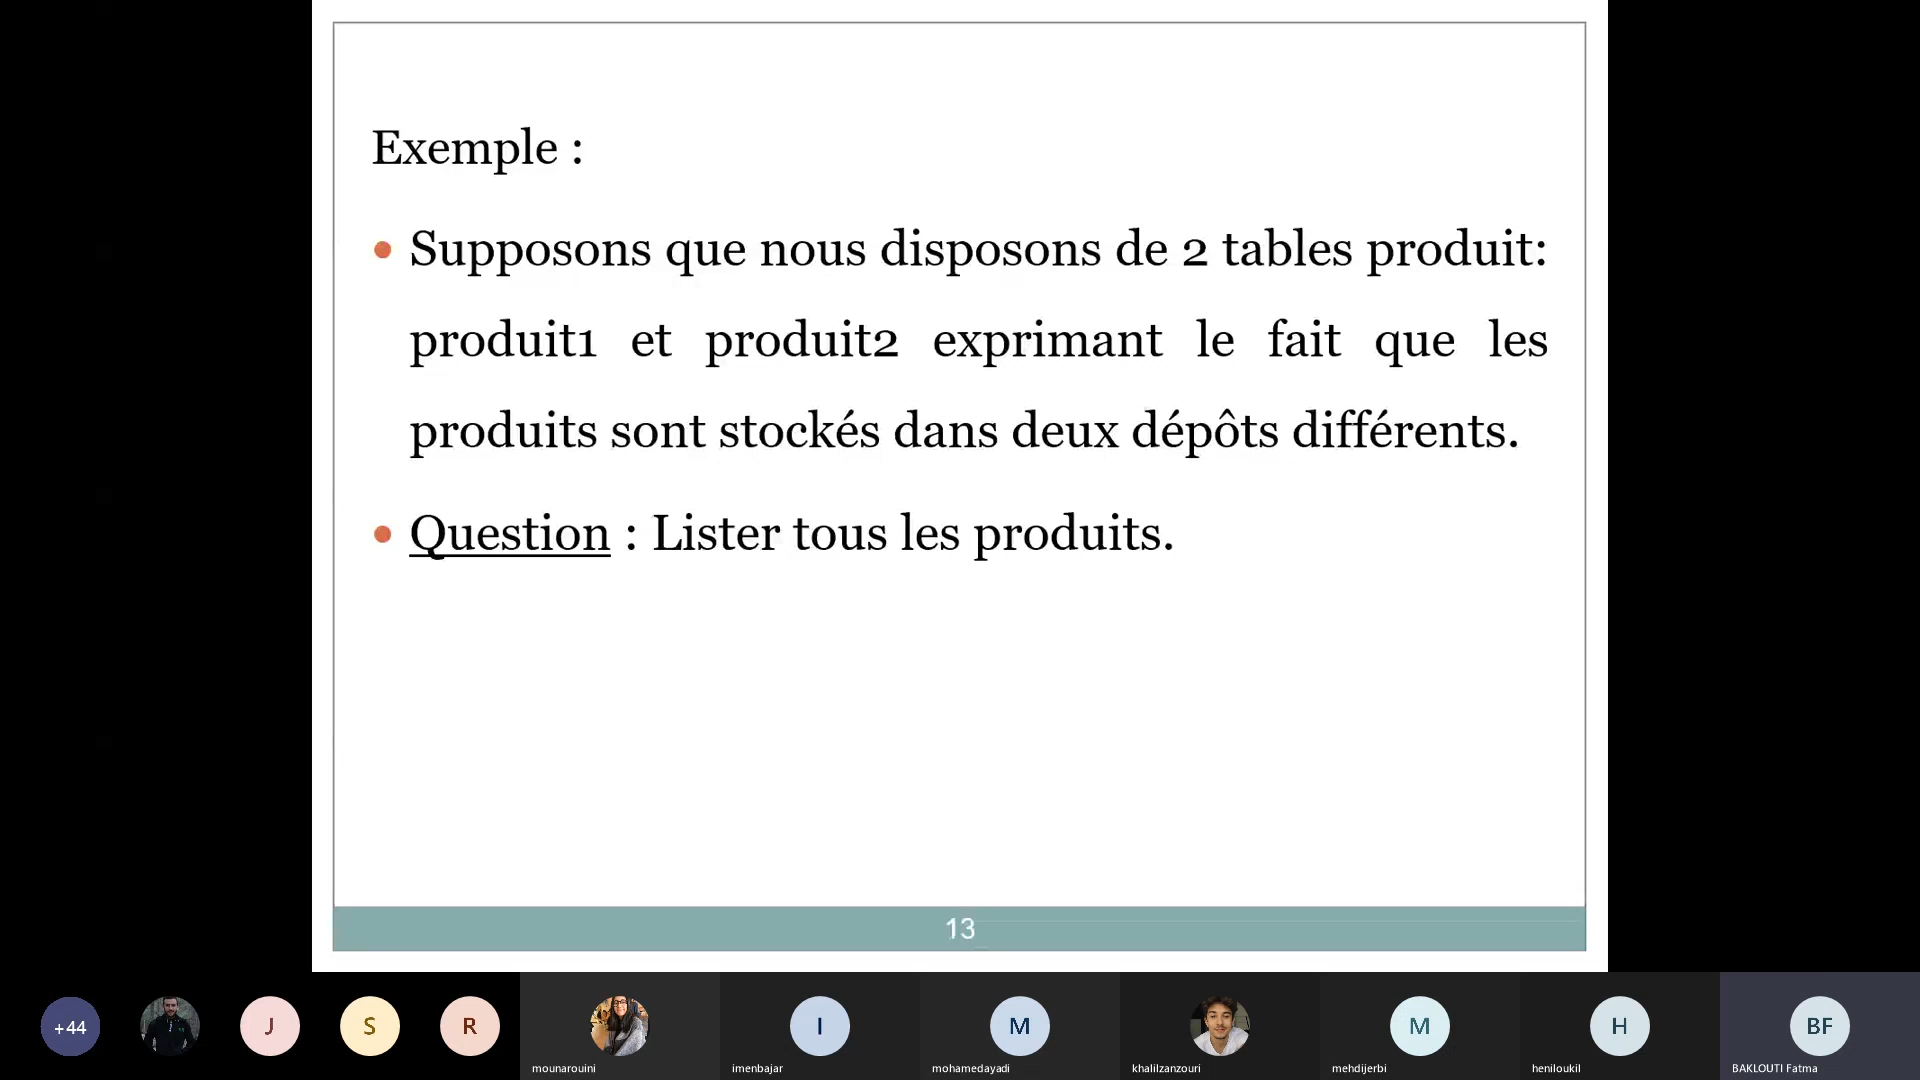 Exemple :
Supposons que nous disposons de 2 tables produit:
produit1 et produit2 exprimant le fait que les
produits sont stockés dans deux dépôts différents.
Question : Lister tous les produits.
13
+44
J
S
R
I
M
M
H
BF
mounarouini
imenbajar
mohamedayadi
khalilzanzouri
mehdijerbi
heniloukil
BAKLOUTI Fatma